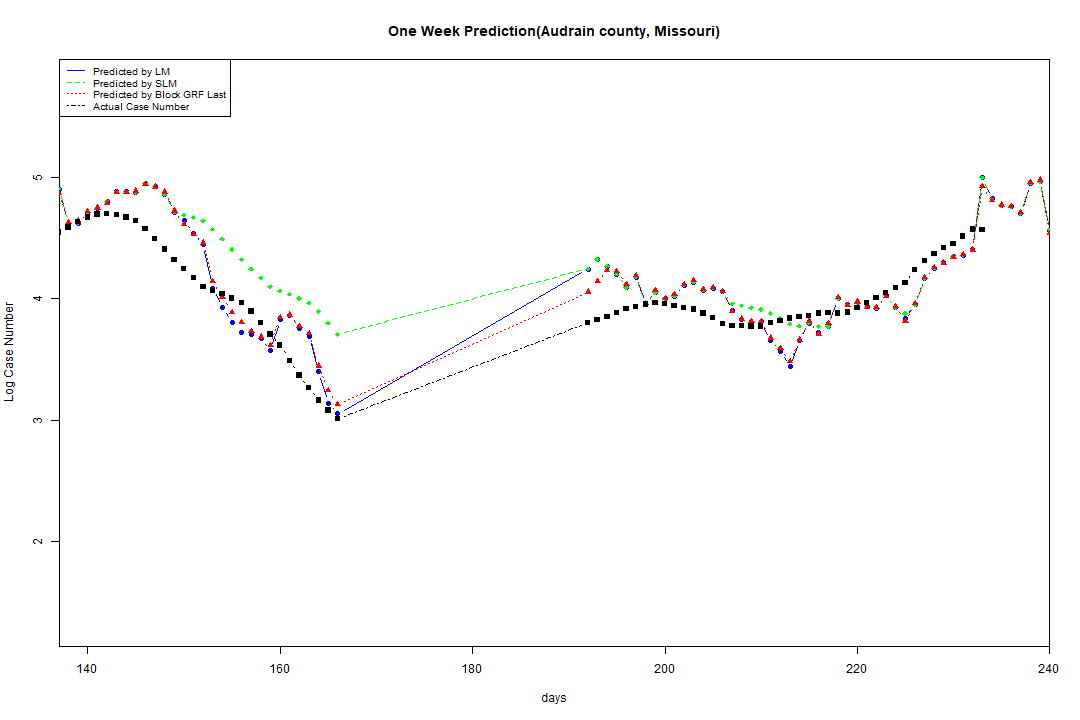 One Week Prediction(Audrain county, Missouri)
Predicted by LM
Predicted by SLM
Predicted by Block GRF Last
Actual Case Number
5
4
3
2
Log Case Number
140 160 180 200 220 240
days